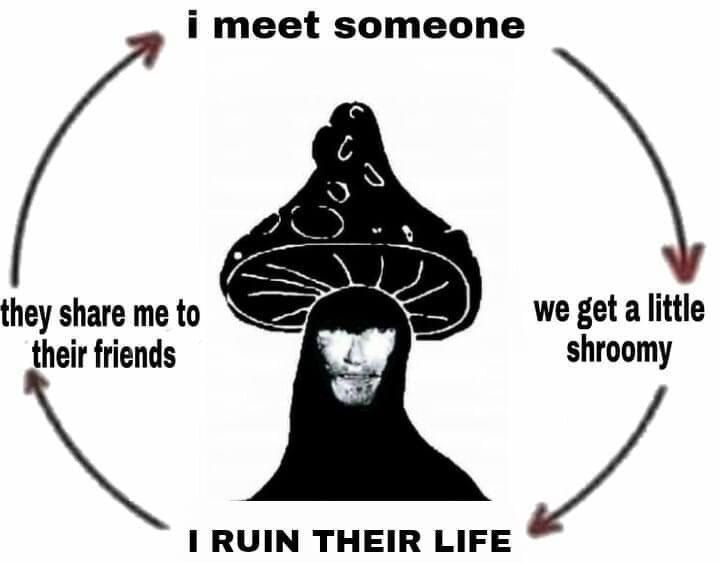 i meet someone
we get a little
shroomy
I RUIN THEIR LIFE
they share me to
their friends